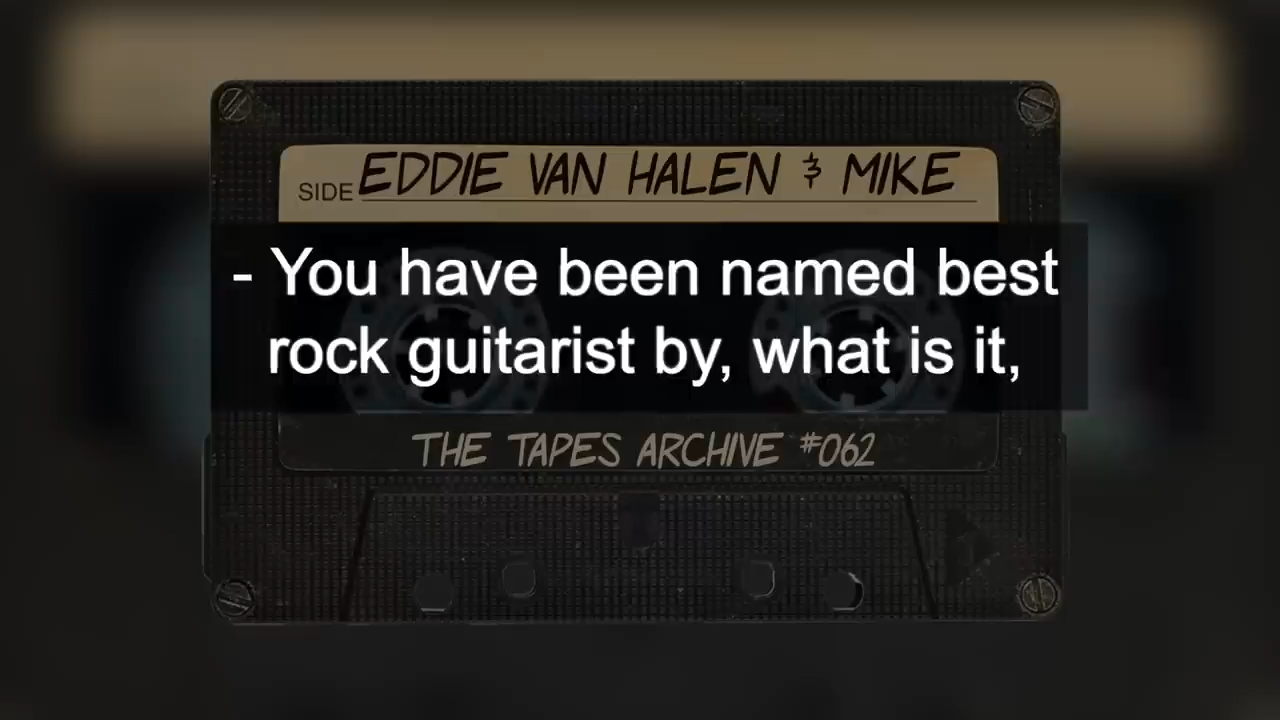 SIDE EDDIE VAN HALEN & MIKE
- You have been named best
rock guitarist by, what is it,
THE TAPES ARCHIVE #062